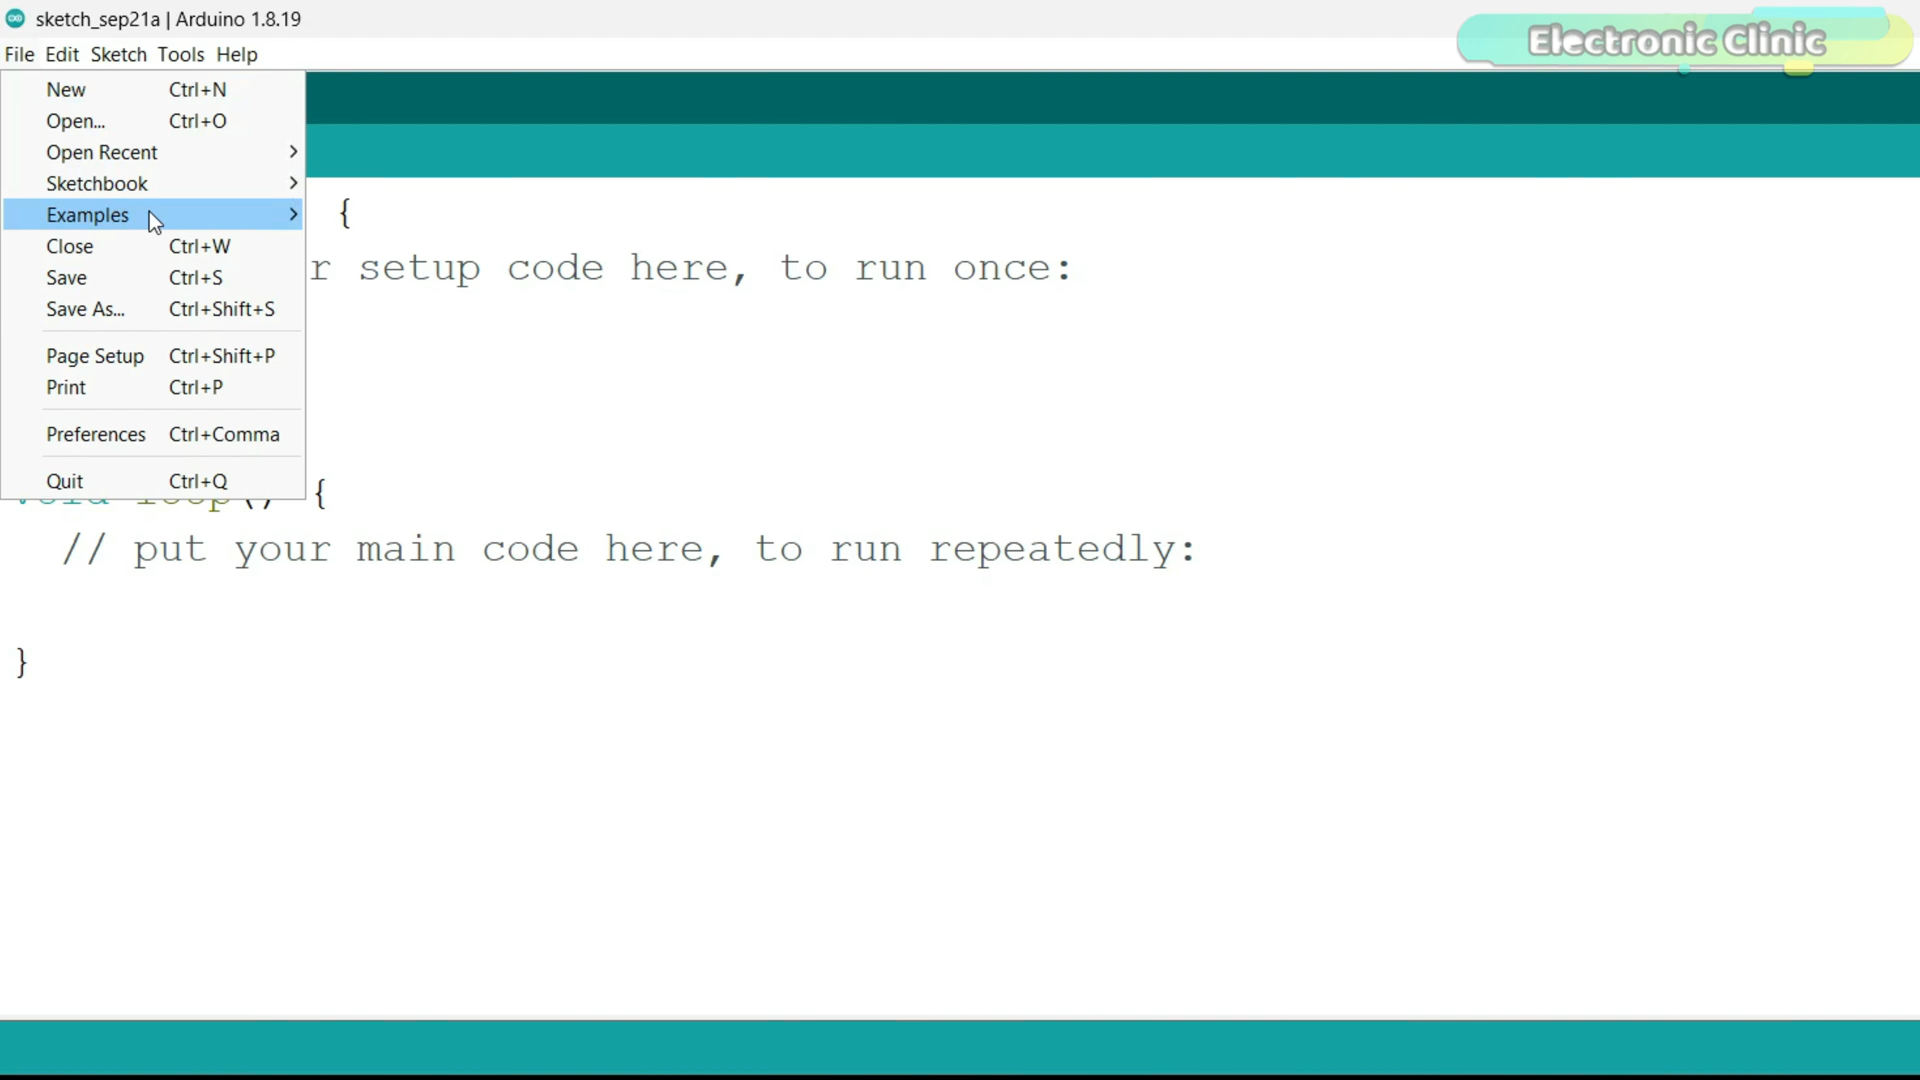 sketch_sep21a | Arduino 1.8.19
Electronic Clinic
File Edit Sketch Tools Help
New Ctrl+N
Open... Ctrl+O
Open Recent
Sketchbook
Examples
{
Close Ctrl+W
r setup code here, to run once:
Save Ctrl+S
Save As... Ctrl+Shift+S
Page Setup Ctrl+Shift+P
Print Ctrl+P
Preferences Ctrl+Comma
Quit Ctrl+Q
void loop() {
// put your main code here, to run repeatedly:
}